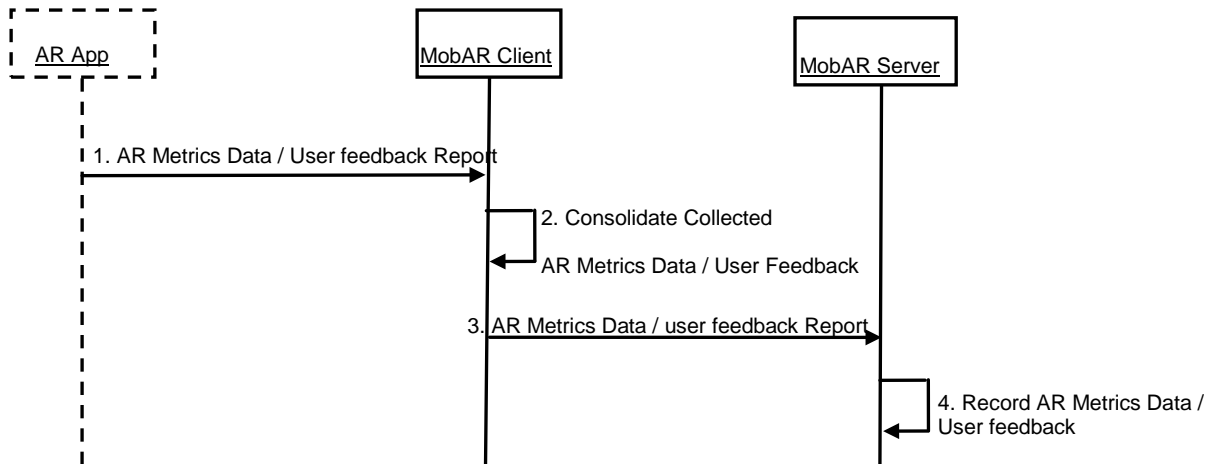 AR App
MobAR Client
MobAR Server
1. AR Metrics Data / User feedback Report
2. Consolidate Collected
AR Metrics Data / User Feedback
3. AR Metrics Data / user feedback Report
4. Record AR Metrics Data /
User feedback